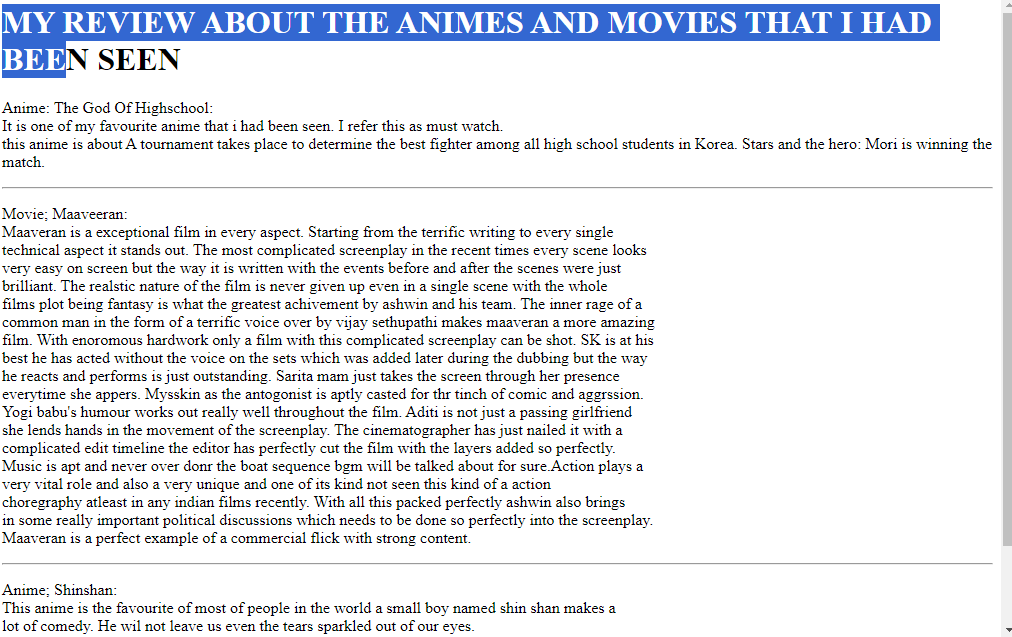 MY REVIEW ABOUT THE ANIMES AND MOVIES THAT I HAD
BEEN SEEN
Anime: The God Of Highschool:
It is one of my favourite anime that i had been seen. I refer this as must watch.
this anime is about A tournament takes place to determine the best fighter among all high school students in Korea. Stars and the hero: Mori is winning the
match.
Movie; Maaveeran:
Maaveran is a exceptional film in every aspect. Starting from the terrific writing to every single
technical aspect it stands out. The most complicated screenplay in the recent times every scene looks
very easy on screen but the way it is written with the events before and after the scenes were just
brilliant. The realstic nature of the film is never given up even in a single scene with the whole
films plot being fantasy is what the greatest achivement by ashwin and his team. The inner rage of a
common man in the form of a terrific voice over by vijay sethupathi makes maaveran a more amazing
film. With enoromous hardwork only a film with this complicated screenplay can be shot. SK is at his
best he has acted without the voice on the sets which was added later during the dubbing but the way
he reacts and performs is just outstanding. Sarita mam just takes the screen through her presence
everytime she appers. Mysskin as the antogonist is aptly casted for thr tinch of comic and aggrssion.
Yogi babu's humour works out really well throughout the film. Aditi is not just a passing girlfriend
she lends hands in the movement of the screenplay. The cinematographer has just nailed it with a
complicated edit timeline the editor has perfectly cut the film with the layers added so perfectly.
Music is apt and never over donr the boat sequence bgm will be talked about for sure.Action plays a
very vital role and also a very unique and one of its kind not seen this kind of a action
choregraphy atleast in any indian films recently. With all this packed perfectly ashwin also brings
in some really important political discussions which needs to be done so perfectly into the screenplay.
Maaveran is a perfect example of a commercial flick with strong content.
Anime; Shinshan:
This anime is the favourite of most of people in the world a small boy named shin shan makes a
lot of comedy. He wil not leave us even the tears sparkled out of our eyes.